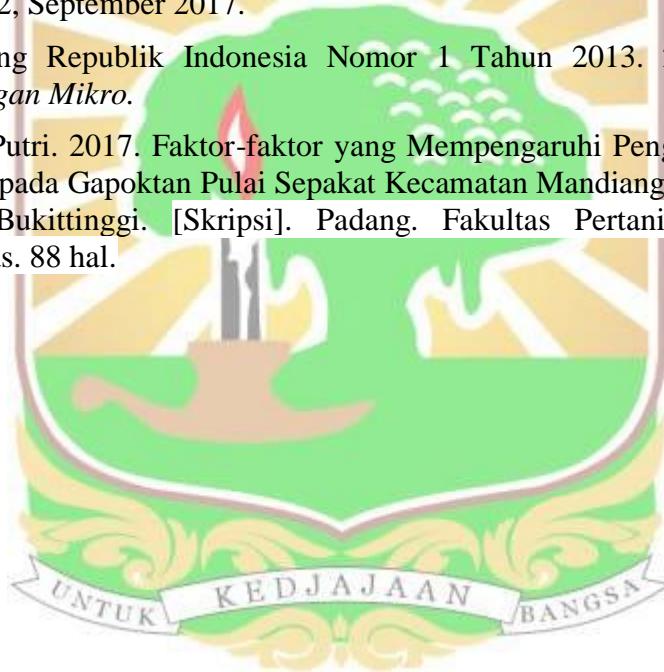 2, September 2017.
ng Republik Indonesia Nomor 1 Tahun 2013.
gan Mikro.
Putri. 2017. Faktor-faktor yang Mempengaruhi Peng
pada Gapoktan Pulai Sepakat Kecamatan Mandiang
Bukittinggi. [Skripsi]. Padang. Fakultas Pertani
s. 88 hal.
UNTUK KEDJAJAAN BANGSA